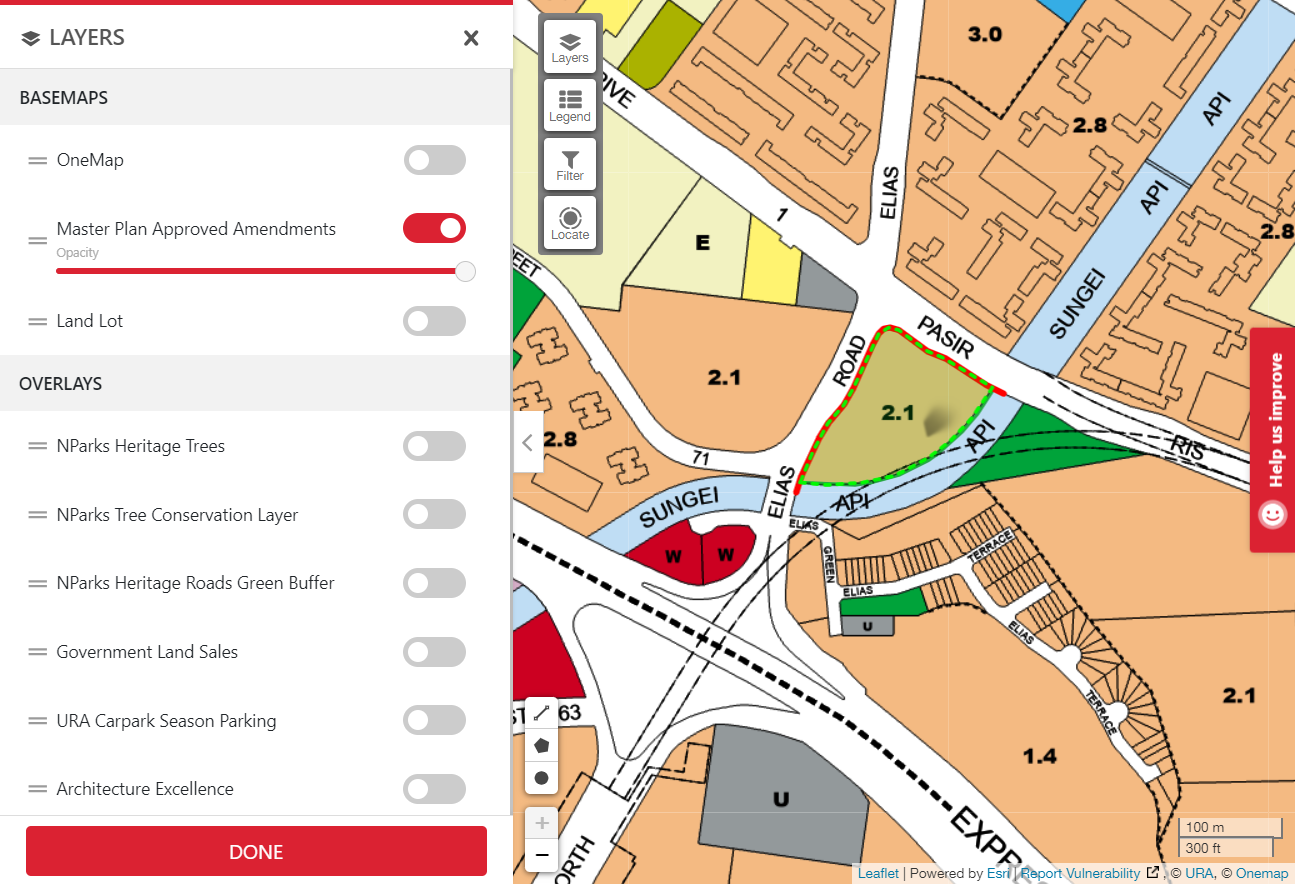 LAYERS
BASEMAPS
OneMap
Master Plan Approved Amendments
Opacity
Land Lot
OVERLAYS
NParks Heritage Trees
NParks Tree Conservation Layer
NParks Heritage Roads Green Buffer
Government Land Sales
URA Carpark Season Parking
Architecture Excellence
DONE
Layers
Legend
Filter
Locate
3.0
RIVE
API
2.8
ELIAS
API
1
E
2.8
EET
SUNGEI
PASIR
ROAD
2.1
2.1
2.8
API
RIS
71
ELIAS
SUNGEI
API
ELIAS
W
W
GREEN
TERRACE
ELIAS
U
ELIAS
2.1
TERRACE
63
1.4
U
EXPRE
ORTH
Help us improve
100 m
300 ft
Leaflet | Powered by Esri | Report Vulnerability , © URA, © Onemap